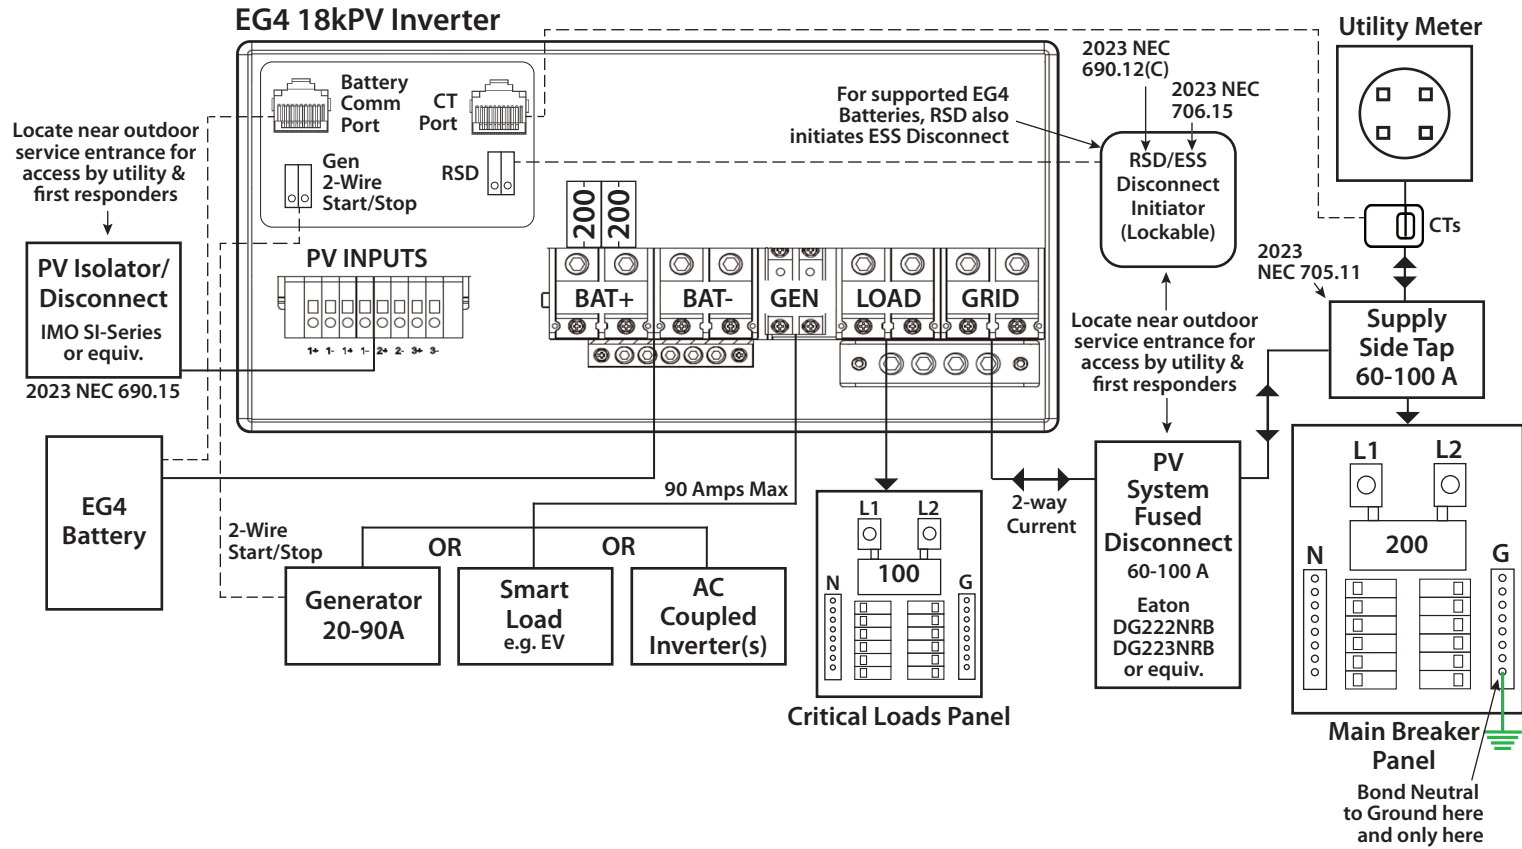 EG4 18kPV Inverter
Battery
Comm
Port
CT
Port
Gen
2-Wire
Start/Stop
RSD
Locate near outdoor
service entrance for
access by utility &
first responders
PV Isolator/
Disconnect
IMO SI-Series
or equiv.
2023 NEC 690.15
PV INPUTS
1+ 1- 1+ 1- 2+ 2- 3+ 3-
200 200
BAT+ BAT- GEN LOAD GRID
For supported EG4
Batteries, RSD also
initiates ESS Disconnect
2023 NEC
690.12(C)
2023 NEC
706.15
RSD/ESS
Disconnect
Initiator
(Lockable)
Utility Meter
CTs
2023
NEC 705.11
Supply
Side Tap
60-100 A
Locate near outdoor
service entrance for
access by utility &
first responders
EG4
Battery
2-Wire
Start/Stop
90 Amps Max
OR
OR
Generator
20-90A
Smart
Load
e.g. EV
AC
Coupled
Inverter(s)
L1 L2
100
N G
Critical Loads Panel
2-way
Current
PV
System
Fused
Disconnect
60-100 A
Eaton
DG222NRB
DG223NRB
or equiv.
L1 L2
200
N G
Main Breaker
Panel
Bond Neutral
to Ground here
and only here